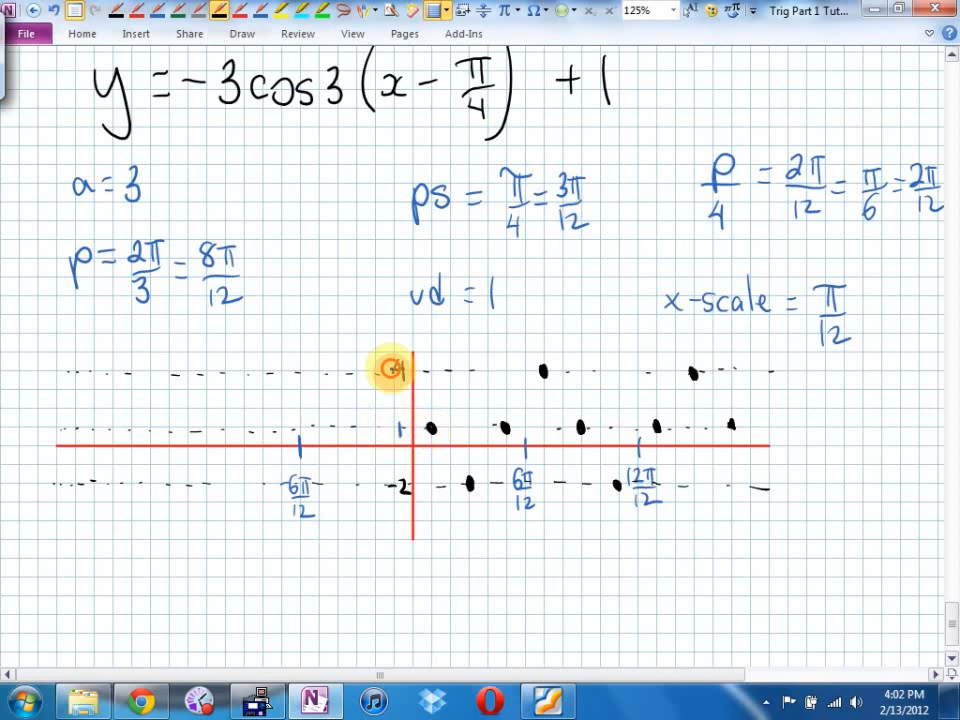 125% Trig Part 1 Tut...
File Home Insert Share Draw Review View Pages Add-Ins
y = -3cos3(x - π/4) + 1
a = 3
ps = π/4 = 3π/12
p/4 = 2π/12 = π/6 = 2π/12
p = 2π/3 = 8π/12
vd = 1
x-scale = π/12
4
1
-2
-6π/12 6π/12 12π/12
4:02 PM
2/13/2012